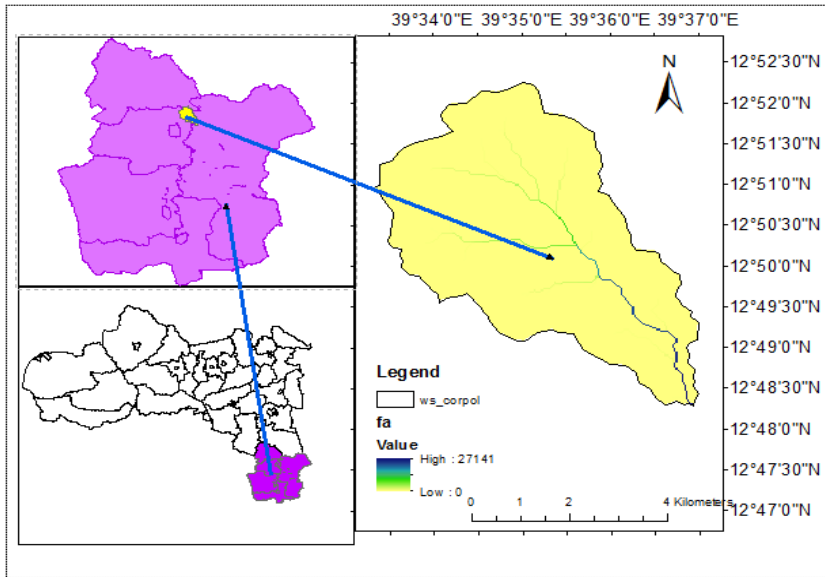 39°34'0"E 39°35'0"E 39°36'0"E 39°37'0"E
N
12°52'30"N
12°52'0"N
12°51'30"N
12°51'0"N
12°50'30"N
12°50'0"N
12°49'30"N
12°49'0"N
12°48'30"N
12°48'0"N
12°47'30"N
12°47'0"N
Legend
ws_corpol
fa
Value
High : 27141
Low : 0
0 1 2 4 Kilometers